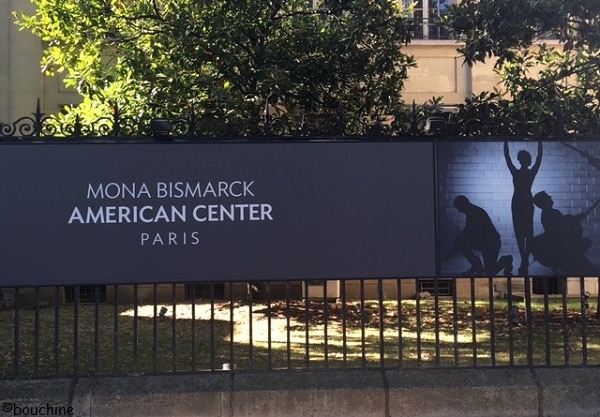 MONA BISMARCK
AMERICAN CENTER
PARIS
©bouchine